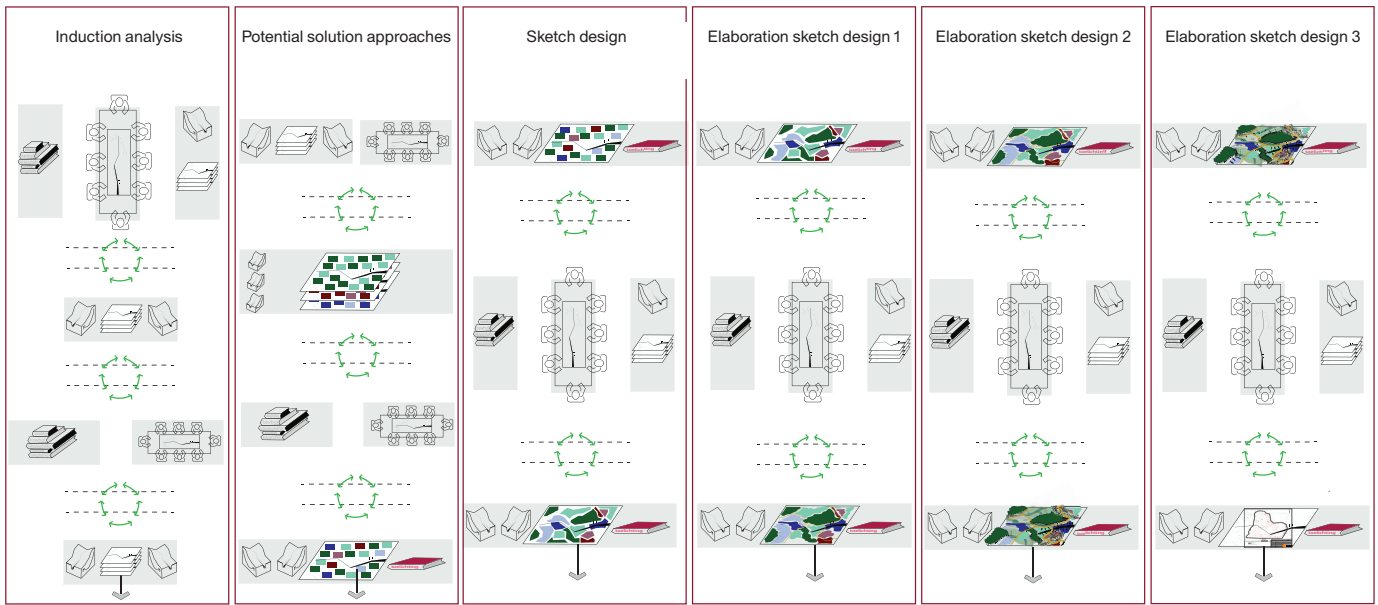 Induction analysis
Potential solution approaches
Sketch design
Elaboration sketch design 1
Elaboration sketch design 2
Elaboration sketch design 3